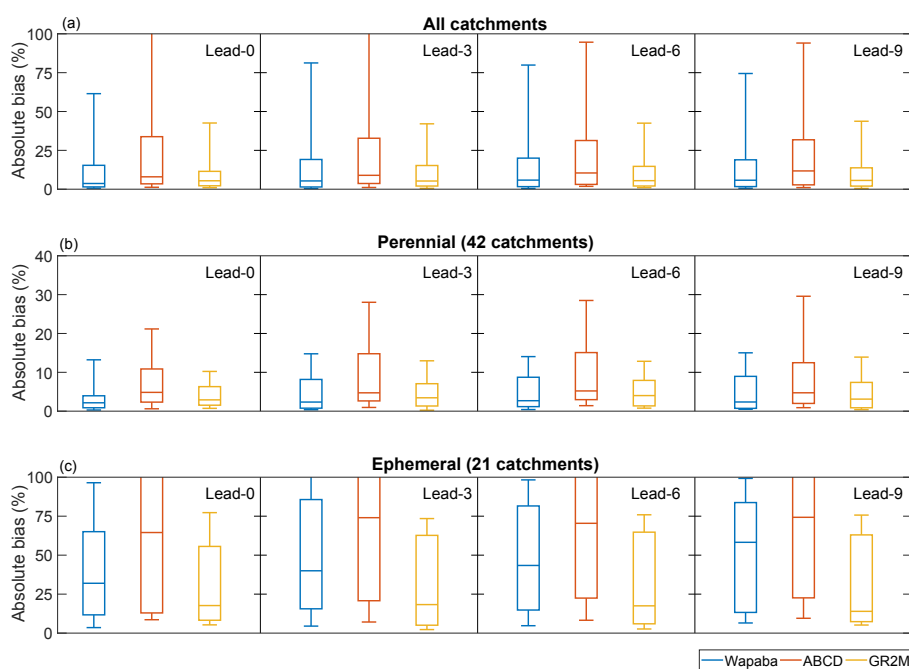 (a) All catchments
Absolute bias (%)
100
75
50
25
0
Lead-0 Lead-3 Lead-6 Lead-9
(b) Perennial (42 catchments)
Absolute bias (%)
40
30
20
10
0
Lead-0 Lead-3 Lead-6 Lead-9
(c) Ephemeral (21 catchments)
Absolute bias (%)
100
75
50
25
0
Lead-0 Lead-3 Lead-6 Lead-9
Wapaba ABCD GR2M